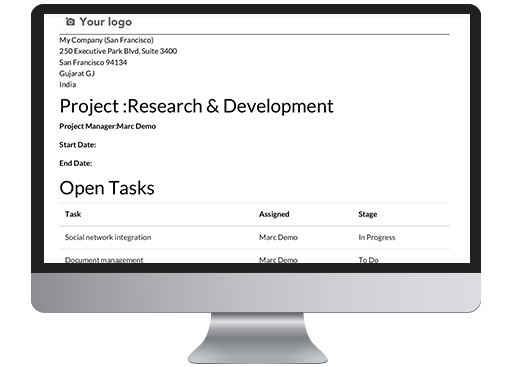 Your logo
My Company (San Francisco)
250 Executive Park Blvd, Suite 3400
San Francisco 94134
Gujarat GJ
India
Project :Research & Development
Project Manager:Marc Demo
Start Date:
End Date:
Open Tasks
Task Assigned Stage
Social network integration Marc Demo In Progress
Document management Marc Demo To Do